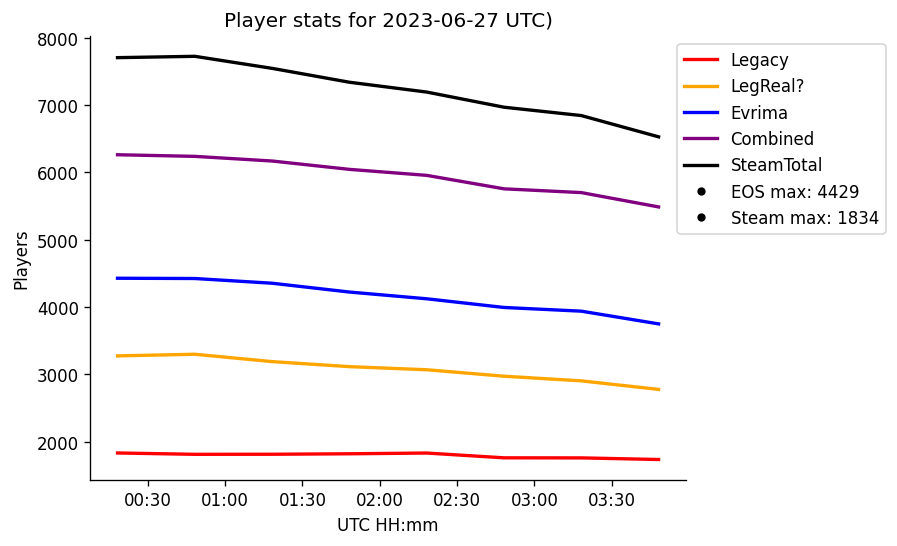 Player stats for 2023-06-27 UTC)
8000
7000
6000
5000
4000
3000
2000
Players
00:30 01:00 01:30 02:00 02:30 03:00 03:30
UTC HH:mm
Legacy
LegReal?
Evrima
Combined
SteamTotal
EOS max: 4429
Steam max: 1834